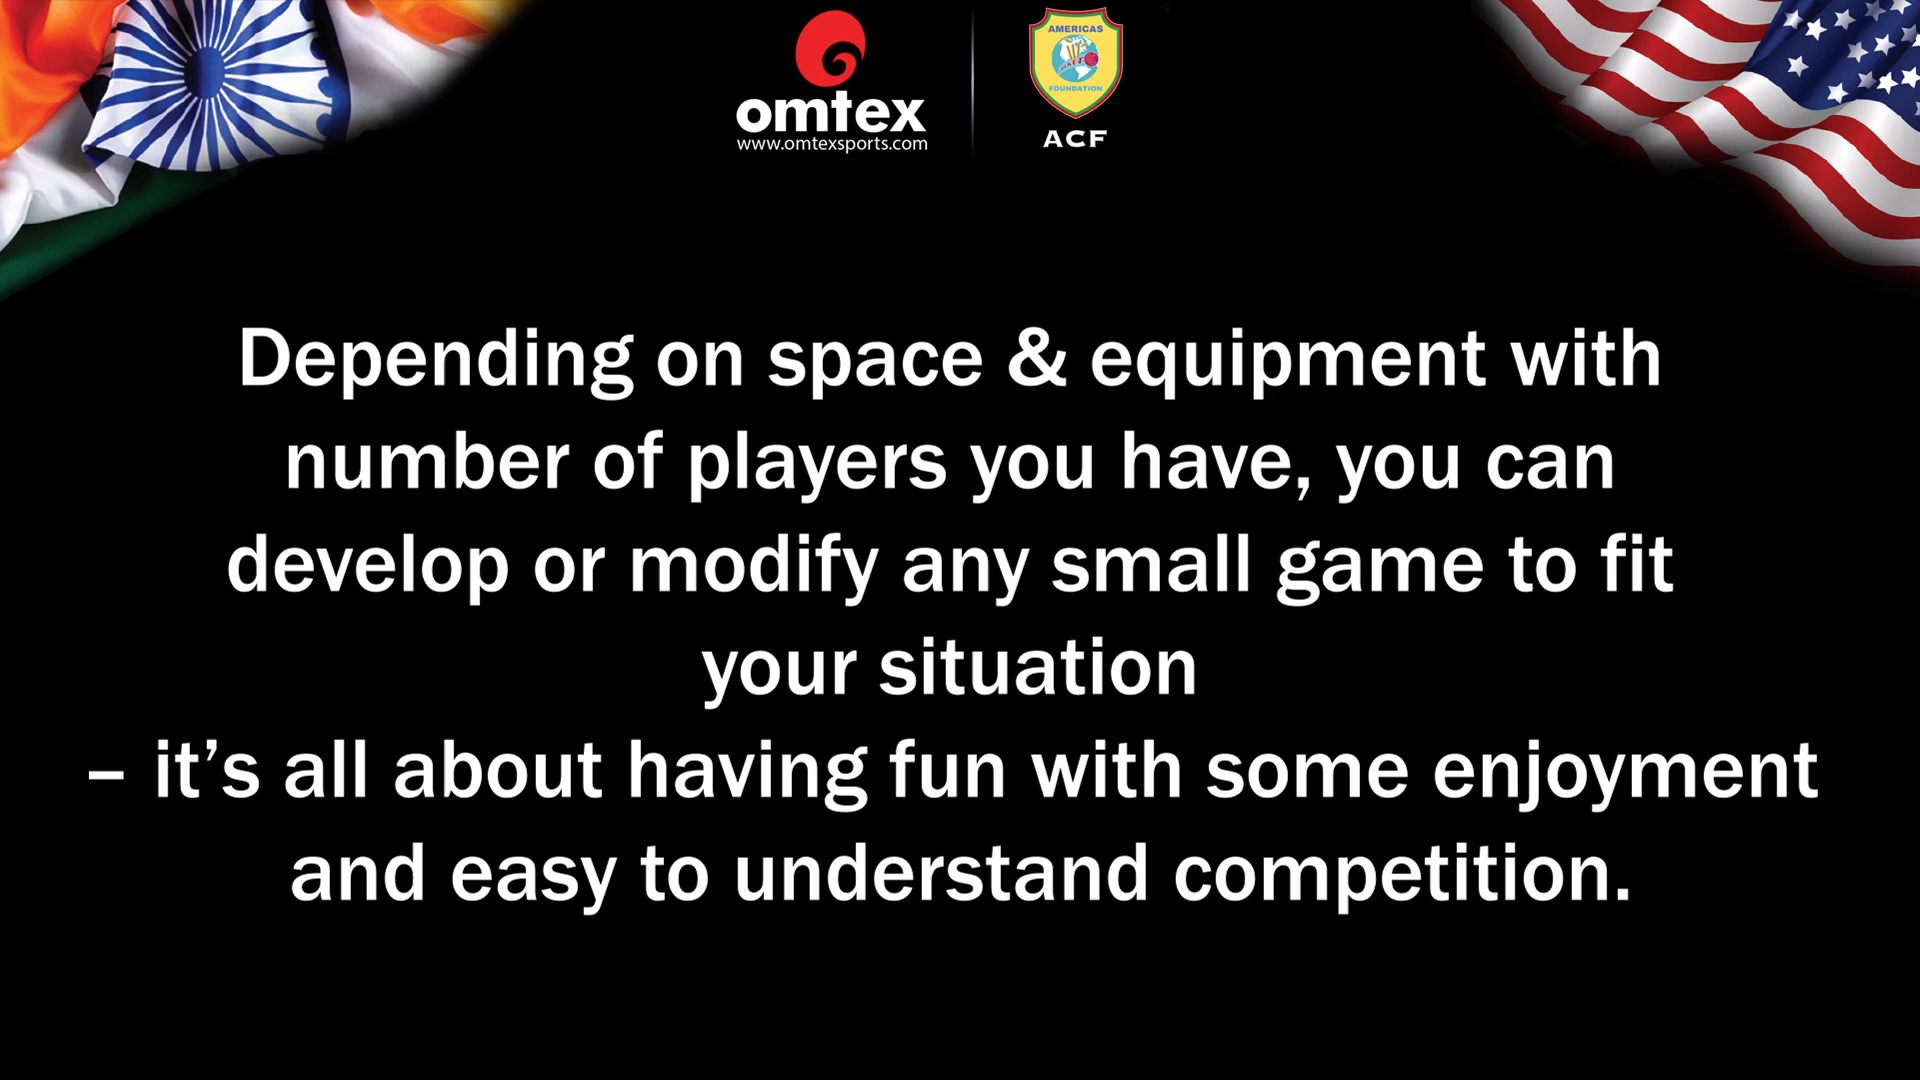 omtex
www.omtexsports.com
AMERICAS
CRICKET
FOUNDATION
ACF
Depending on space & equipment with
number of players you have, you can
develop or modify any small game to fit
your situation
– it’s all about having fun with some enjoyment
and easy to understand competition.